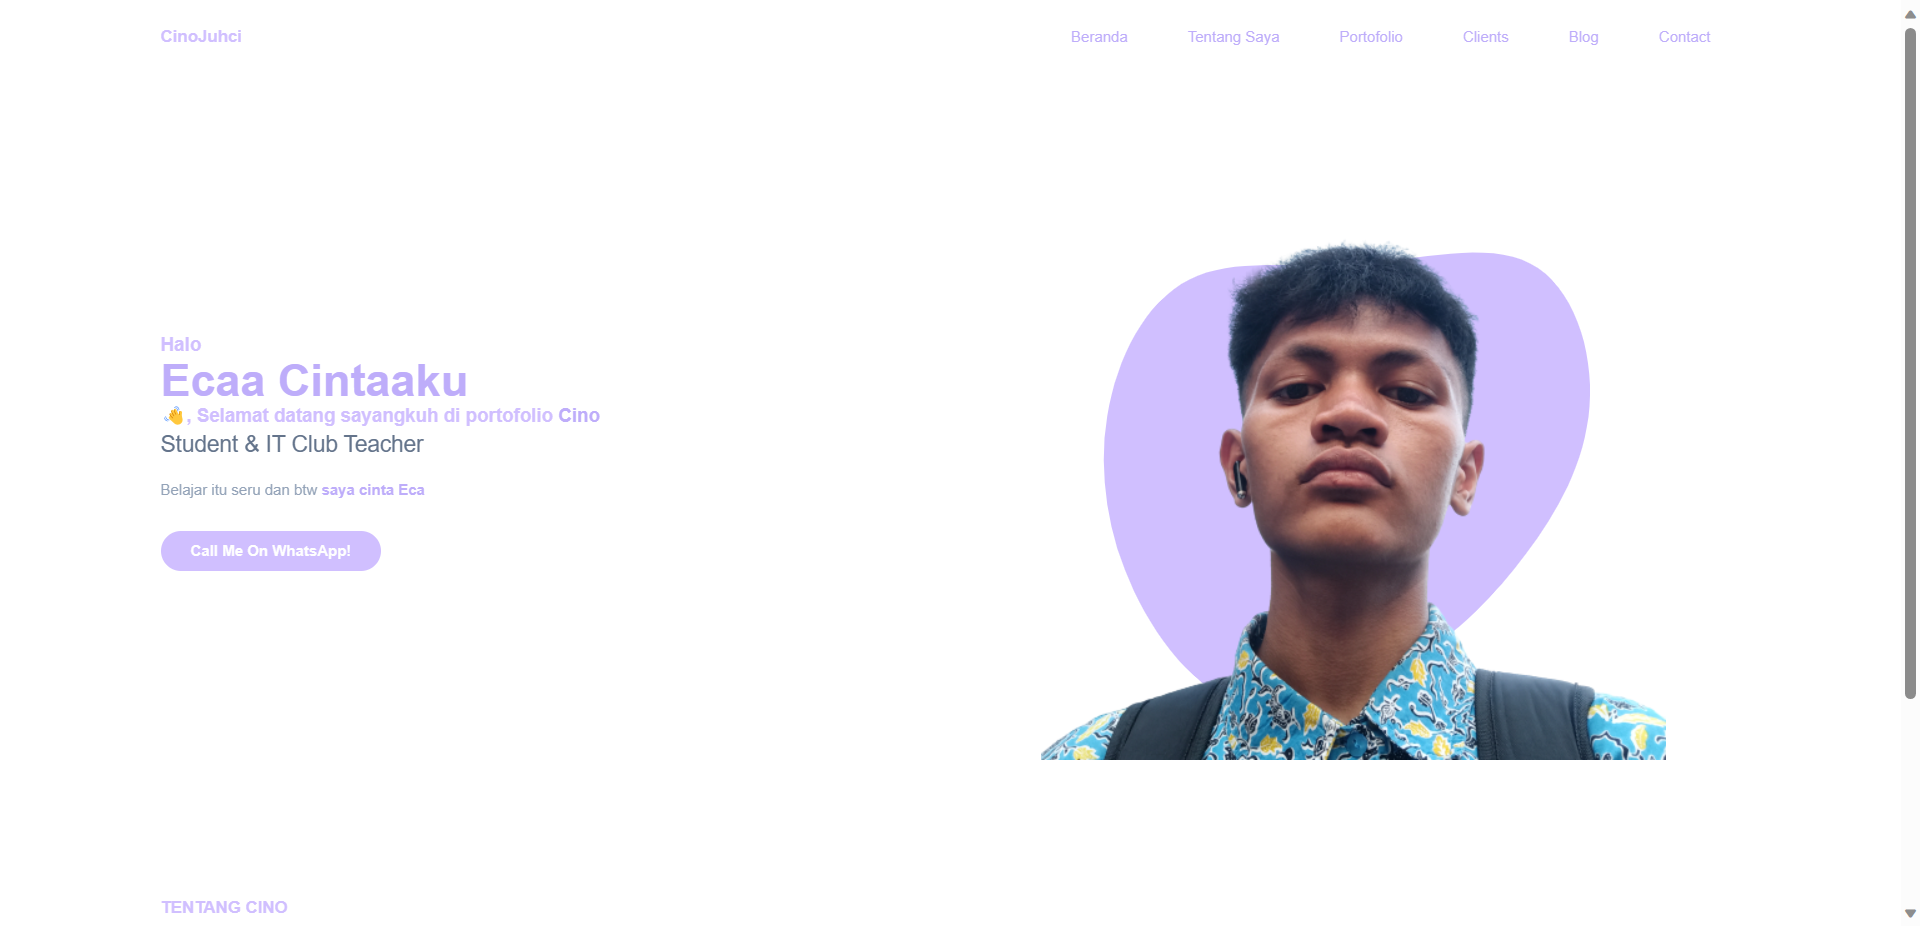 CinoJuhci
Beranda Tentang Saya Portofolio Clients Blog Contact
Halo
Ecaa Cintaaku
👋, Selamat datang sayangkuh di portofolio Cino
Student & IT Club Teacher
Belajar itu seru dan btw saya cinta Eca
Call Me On WhatsApp!
TENTANG CINO